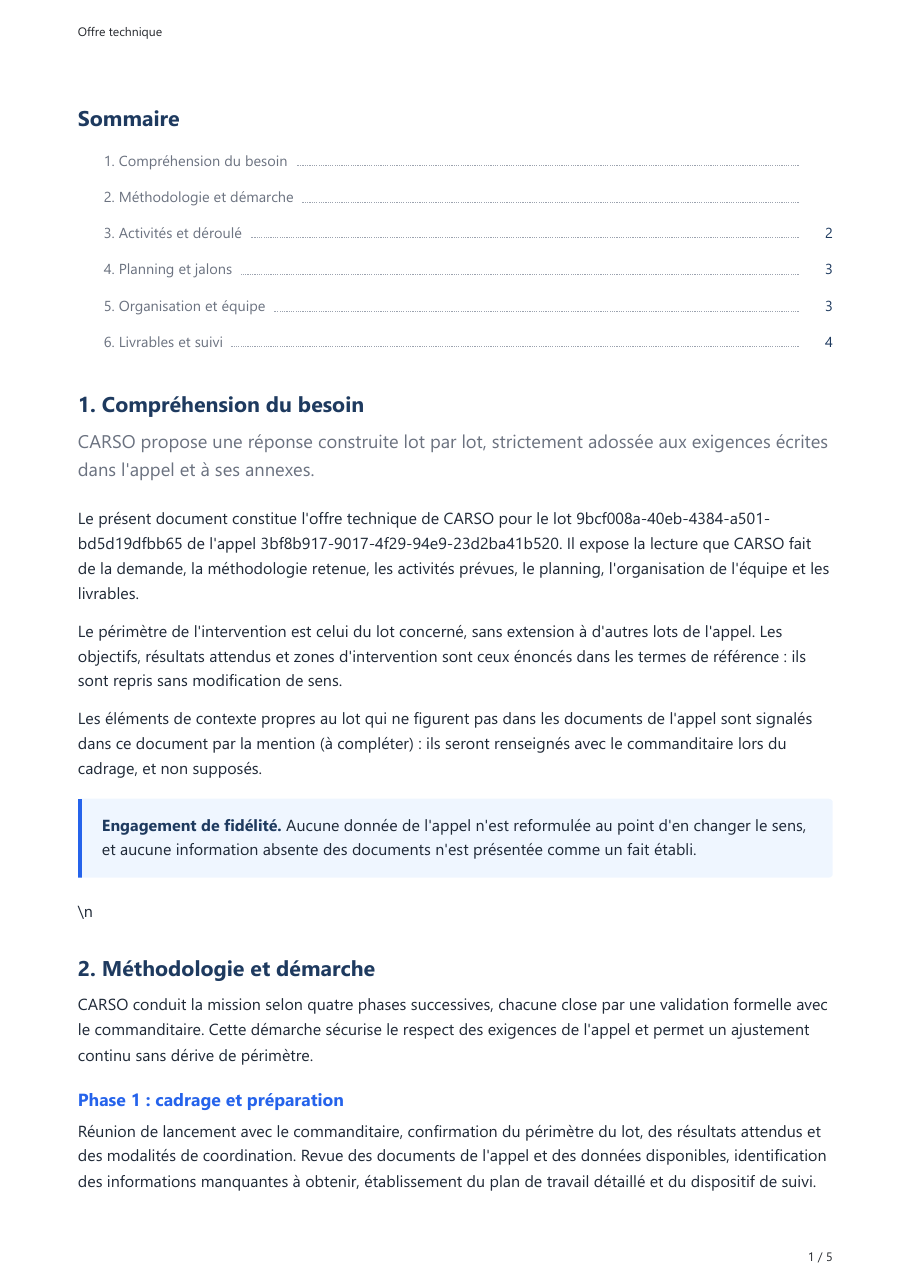 Offre technique
Sommaire
1. Compréhension du besoin
2. Méthodologie et démarche
3. Activités et déroulé 2
4. Planning et jalons 3
5. Organisation et équipe 3
6. Livrables et suivi 4
1. Compréhension du besoin
CARSO propose une réponse construite lot par lot, strictement adossée aux exigences écrites
dans l'appel et à ses annexes.
Le présent document constitue l'offre technique de CARSO pour le lot 9bcf008a-40eb-4384-a501-
bd5d19dfbb65 de l'appel 3bf8b917-9017-4f29-94e9-23d2ba41b520. Il expose la lecture que CARSO fait
de la demande, la méthodologie retenue, les activités prévues, le planning, l'organisation de l'équipe et les
livrables.
Le périmètre de l'intervention est celui du lot concerné, sans extension à d'autres lots de l'appel. Les
objectifs, résultats attendus et zones d'intervention sont ceux énoncés dans les termes de référence : ils
sont repris sans modification de sens.
Les éléments de contexte propres au lot qui ne figurent pas dans les documents de l'appel sont signalés
dans ce document par la mention (à compléter) : ils seront renseignés avec le commanditaire lors du
cadrage, et non supposés.
Engagement de fidélité. Aucune donnée de l'appel n'est reformulée au point d'en changer le sens,
et aucune information absente des documents n'est présentée comme un fait établi.
\n
2. Méthodologie et démarche
CARSO conduit la mission selon quatre phases successives, chacune close par une validation formelle avec
le commanditaire. Cette démarche sécurise le respect des exigences de l'appel et permet un ajustement
continu sans dérive de périmètre.
Phase 1 : cadrage et préparation
Réunion de lancement avec le commanditaire, confirmation du périmètre du lot, des résultats attendus et
des modalités de coordination. Revue des documents de l'appel et des données disponibles, identification
des informations manquantes à obtenir, établissement du plan de travail détaillé et du dispositif de suivi.
1 / 5